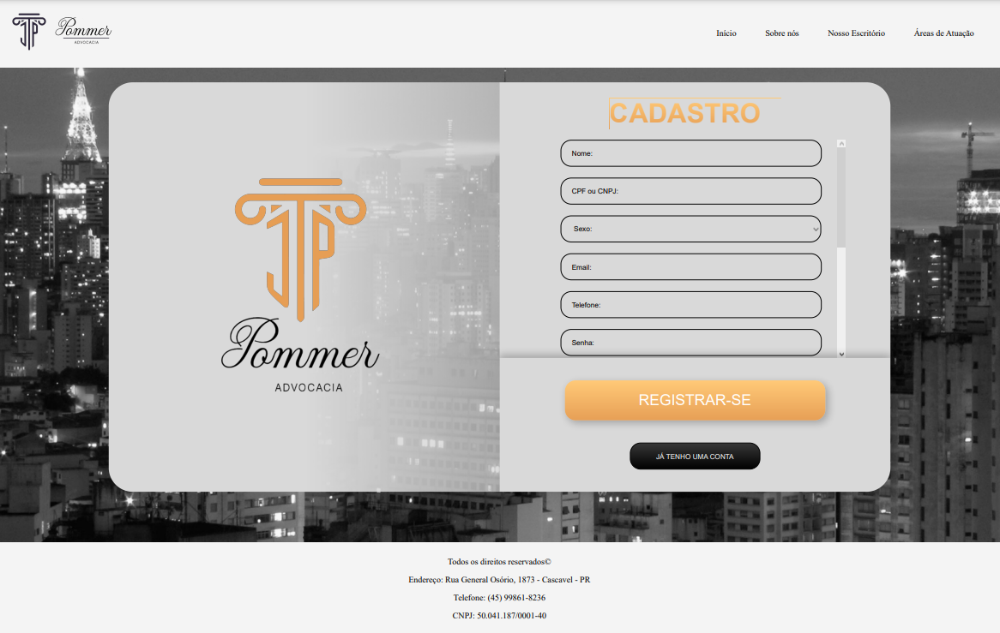 Pommer
ADVOCACIA
Início Sobre nós Nosso Escritório Áreas de Atuação
CADASTRO
Nome:
CPF ou CNPJ:
Sexo:
Email:
Telefone:
Senha:
JP
Pommer
ADVOCACIA
REGISTRAR-SE
JÁ TENHO UMA CONTA
Todos os direitos reservados©
Endereço: Rua General Osório, 1873 - Cascavel - PR
Telefone: (45) 99861-8236
CNPJ: 50.041.187/0001-40